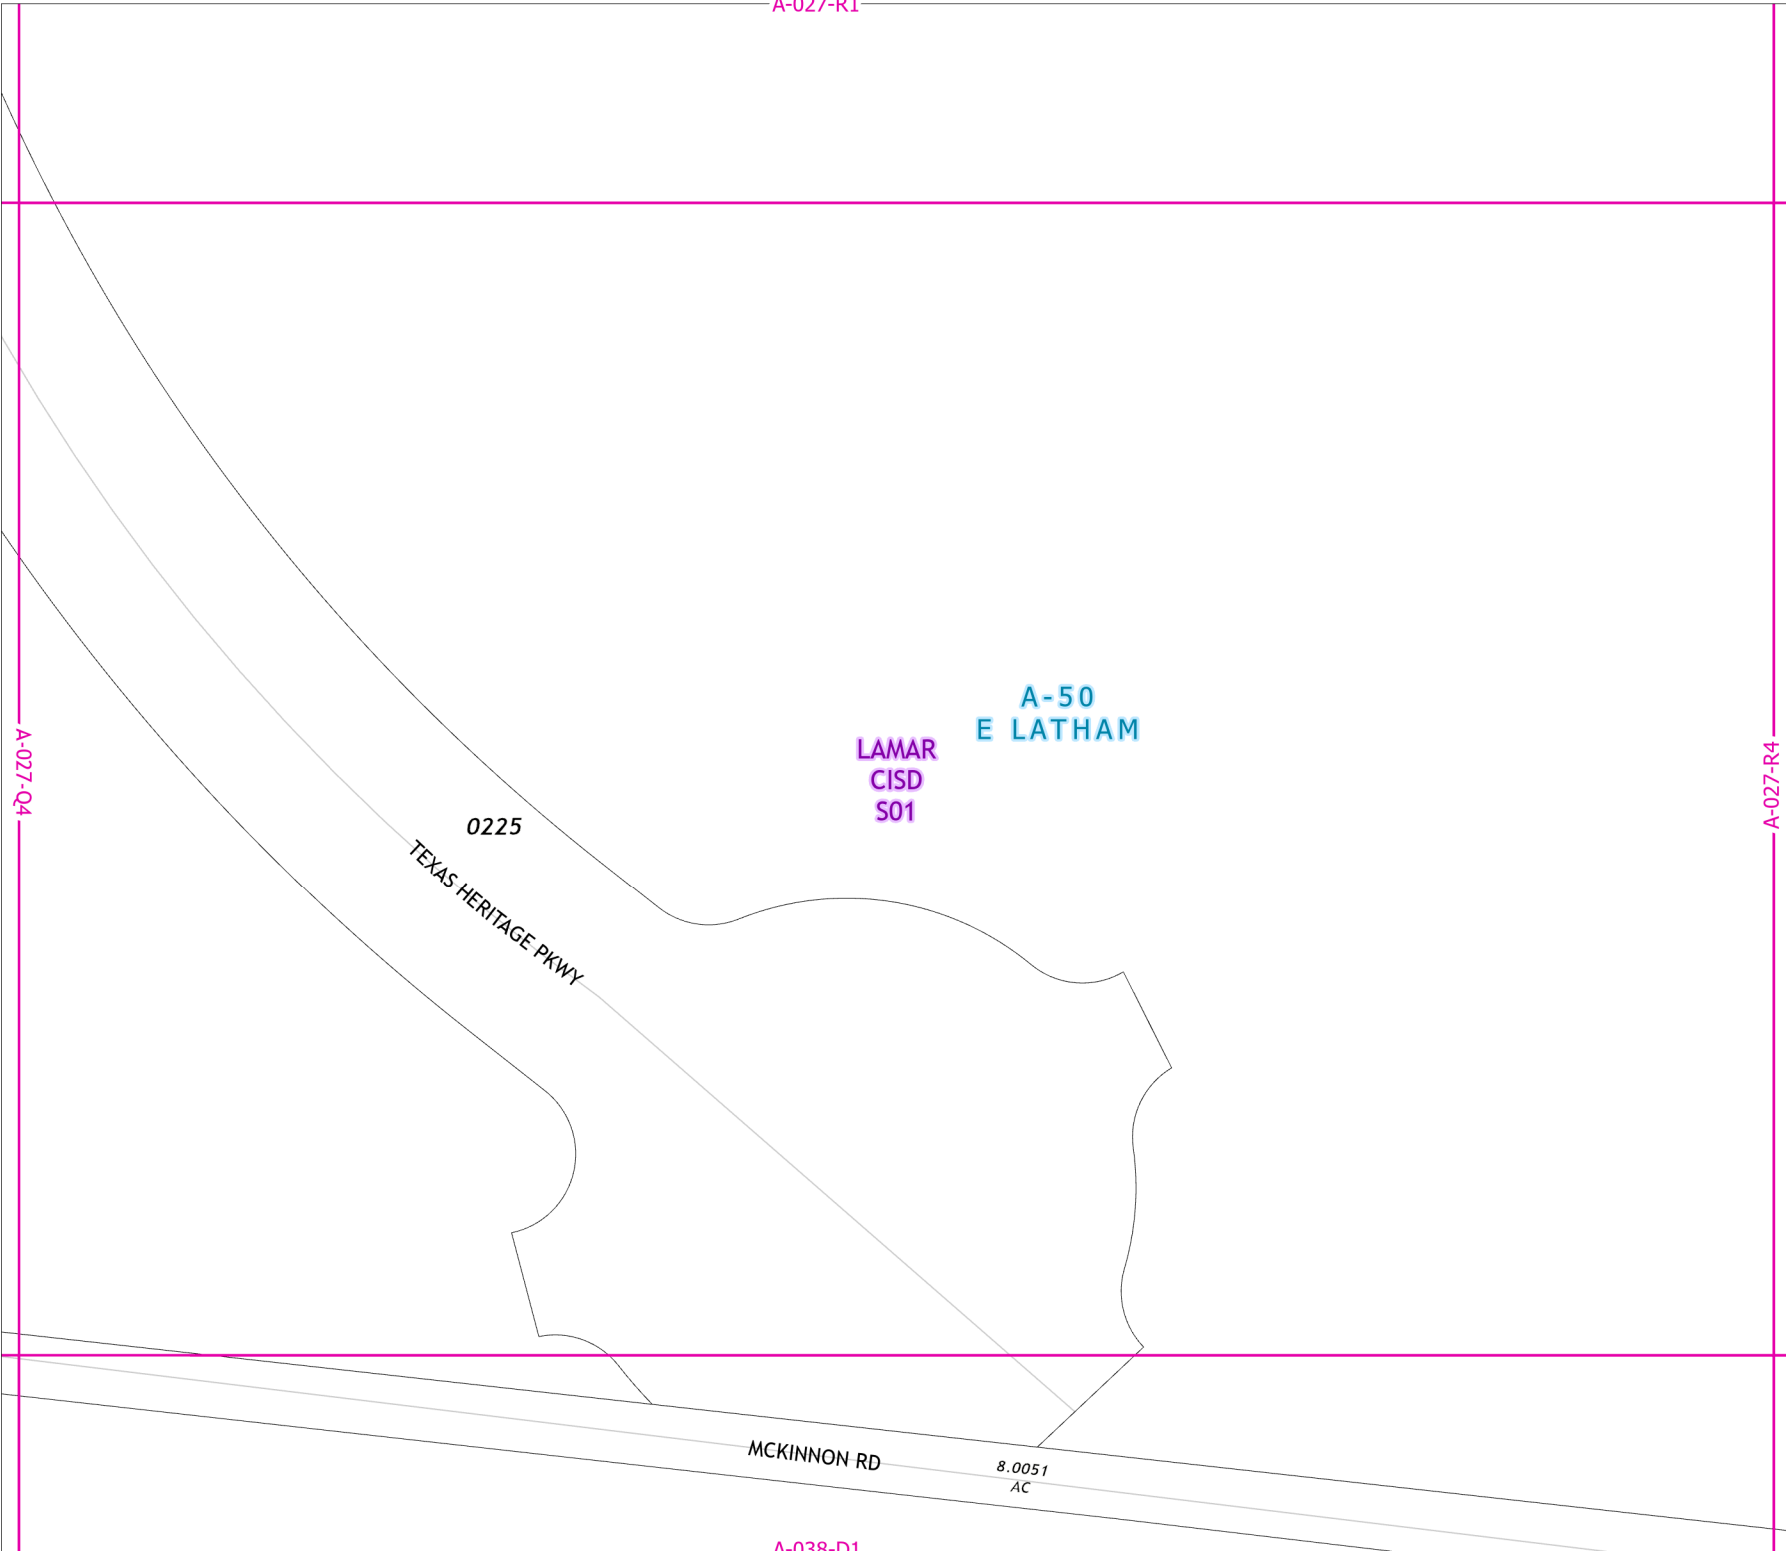 A-027-R1
A-50
E LATHAM
LAMAR
CISD
S01
A-027-Q4
A-027-R4
0225
TEXAS HERITAGE PKWY
MCKINNON RD
8.0051
AC
A-038-D1